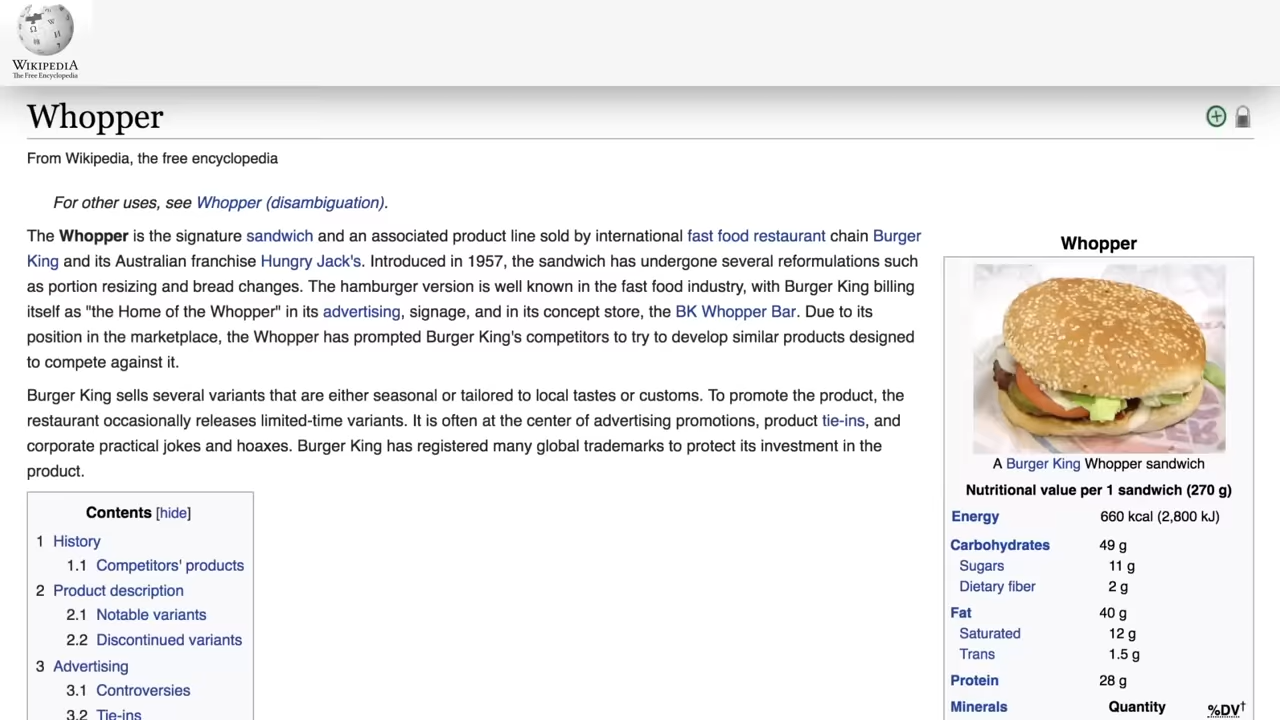 WIKIPEDIA
The Free Encyclopedia
Whopper
From Wikipedia, the free encyclopedia
For other uses, see Whopper (disambiguation).
The Whopper is the signature sandwich and an associated product line sold by international fast food restaurant chain Burger
King and its Australian franchise Hungry Jack's. Introduced in 1957, the sandwich has undergone several reformulations such
as portion resizing and bread changes. The hamburger version is well known in the fast food industry, with Burger King billing
itself as "the Home of the Whopper" in its advertising, signage, and in its concept store, the BK Whopper Bar. Due to its
position in the marketplace, the Whopper has prompted Burger King's competitors to try to develop similar products designed
to compete against it.
Burger King sells several variants that are either seasonal or tailored to local tastes or customs. To promote the product, the
restaurant occasionally releases limited-time variants. It is often at the center of advertising promotions, product tie-ins, and
corporate practical jokes and hoaxes. Burger King has registered many global trademarks to protect its investment in the
product.
Contents [hide]
1 History
1.1 Competitors' products
2 Product description
2.1 Notable variants
2.2 Discontinued variants
3 Advertising
3.1 Controversies
3.2 Tie-ins
Whopper
A Burger King Whopper sandwich
Nutritional value per 1 sandwich (270 g)
Energy 660 kcal (2,800 kJ)
Carbohydrates 49 g
Sugars 11 g
Dietary fiber 2 g
Fat 40 g
Saturated 12 g
Trans 1.5 g
Protein 28 g
Minerals Quantity %DV†